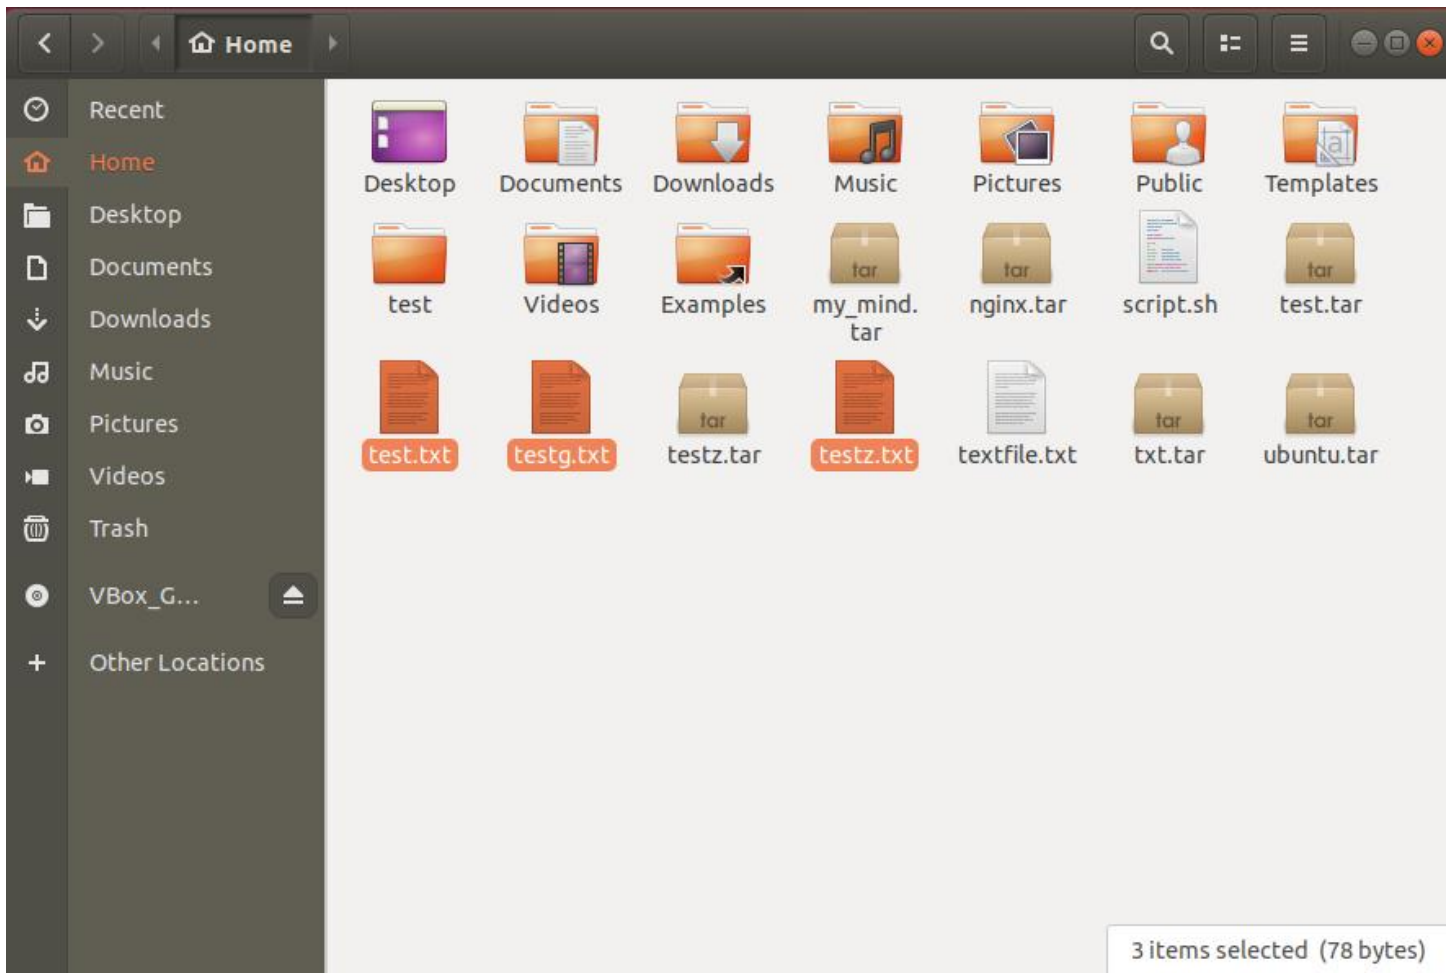 Home
Recent
Home
Desktop
Documents
Downloads
Music
Pictures
Videos
Trash
VBox_G...
Other Locations
Desktop
Documents
Downloads
Music
Pictures
Public
Templates
test
Videos
Examples
tar
my_mind.
tar
tar
nginx.tar
script.sh
tar
test.tar
test.txt
testg.txt
tar
testz.tar
testz.txt
textfile.txt
tar
txt.tar
tar
ubuntu.tar
3 items selected (78 bytes)